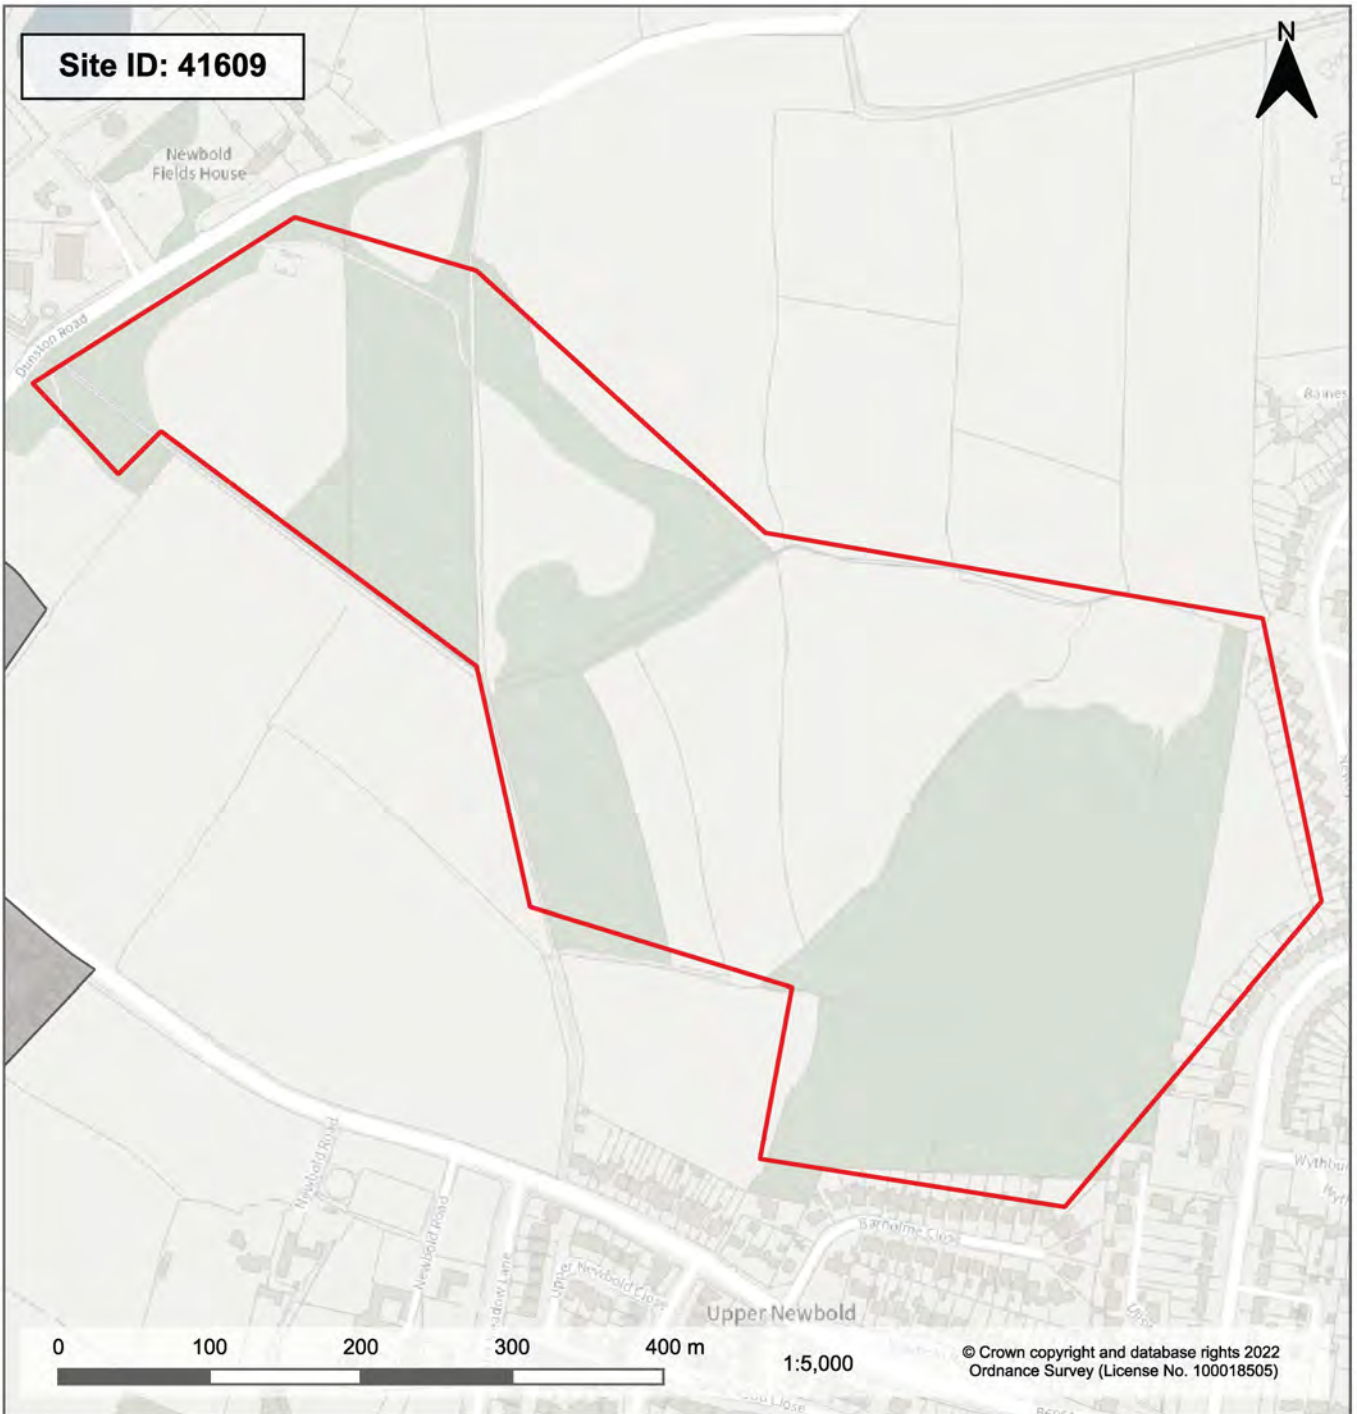 Site ID: 41609
N
Newbold
Fields House
Dunston Road
Baines
Wythbu
Wyth
Newbold Road
Newbold Road
Barholme Close
Upper Newbold Close
Upper Newbold
0 100 200 300 400 m
1:5,000
© Crown copyright and database rights 2022
Ordnance Survey (License No. 100018505)